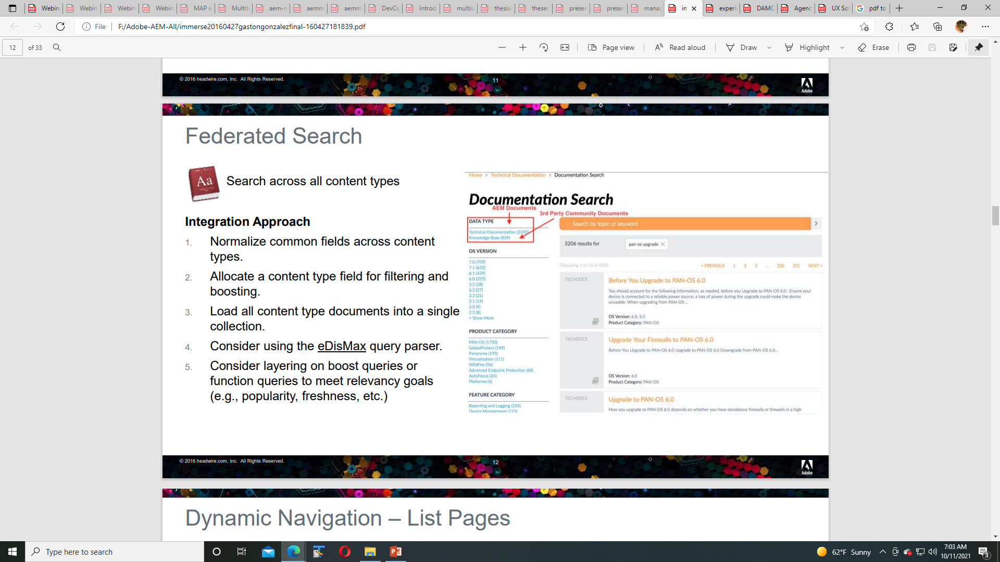 Webin
Webin
Webin
Webin
MAP e
Multit
aem-m
aemm
aemm
DevOp
Introd
multis
thesixl
thesec
preser
preser
manag
im
experi
DAMC
Agenc
UX Sol
pdf to
File
F:/Adobe-AEM-All/immerse20160427gastongonzalezfinal-160427181839.pdf
12 of 33
Page view
Read aloud
Draw
Highlight
Erase
© 2016 headwire.com, Inc.  All Rights Reserved.
11
Adobe
Federated Search
Aa
Search across all content types
Integration Approach
1. Normalize common fields across content
types.
2. Allocate a content type field for filtering and
boosting.
3. Load all content type documents into a single
collection.
4. Consider using the eDisMax query parser.
5. Consider layering on boost queries or
function queries to meet relevancy goals
(e.g., popularity, freshness, etc.)
Home > Technical Documentation > Documentation Search
Documentation Search
AEM Documents
3rd Party Community Documents
DATA TYPE
Technical Documentation (2339)
Knowledge Base (839)
OS VERSION
7.0 (709)
7.1 (633)
6.1 (429)
6.0 (355)
3.2 (28)
6.2 (27)
3.3 (21)
3.1 (19)
3.0 (9)
2.3 (8)
+ Show More
PRODUCT CATEGORY
PAN-OS (1750)
GlobalProtect (199)
Panorama (195)
Virtualization (111)
WildFire (96)
Advanced Endpoint Protection (68)
AutoFocus (24)
Platforms (4)
FEATURE CATEGORY
Reporting and Logging (254)
Device Management (215)
Search by topic or keyword
3206 results for
pan-os upgrade
Displaying 1 to 10 of 3206
< PREVIOUS 1 2 3 ... 320 321 NEXT >
TECHDOCS
Before You Upgrade to PAN-OS 6.0
You should account for the following information, as needed, before you Upgrade to PAN-OS 6.0 : Ensure your
device is connected to a reliable power source; a loss of power during the upgrade could make the device
unusable. When upgrading from PAN-OS ...
OS Version: 6.0, 5.0
Product Category: PAN-OS
TECHDOCS
Upgrade Your Firewalls to PAN-OS 6.0
Before You Upgrade to PAN-OS 6.0 Upgrade to PAN-OS 6.0 Downgrade from PAN-OS 6.0...
OS Version: 6.0
Product Category: PAN-OS
TECHDOCS
Upgrade to PAN-OS 6.0
How you upgrade to PAN-OS 6.0 depends on whether you have standalone firewalls or firewalls in a high
© 2016 headwire.com, Inc.  All Rights Reserved.
12
Adobe
Dynamic Navigation – List Pages
Type here to search
62°F Sunny
7:03 AM
10/11/2021
3